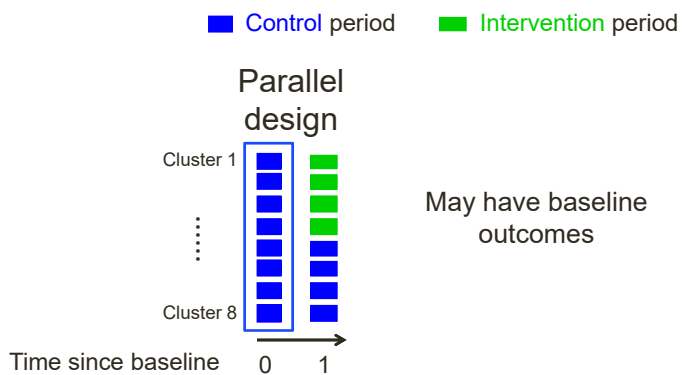 Control period
Intervention period
Parallel
design
Cluster 1
Cluster 8
May have baseline
outcomes
Time since baseline
0
1